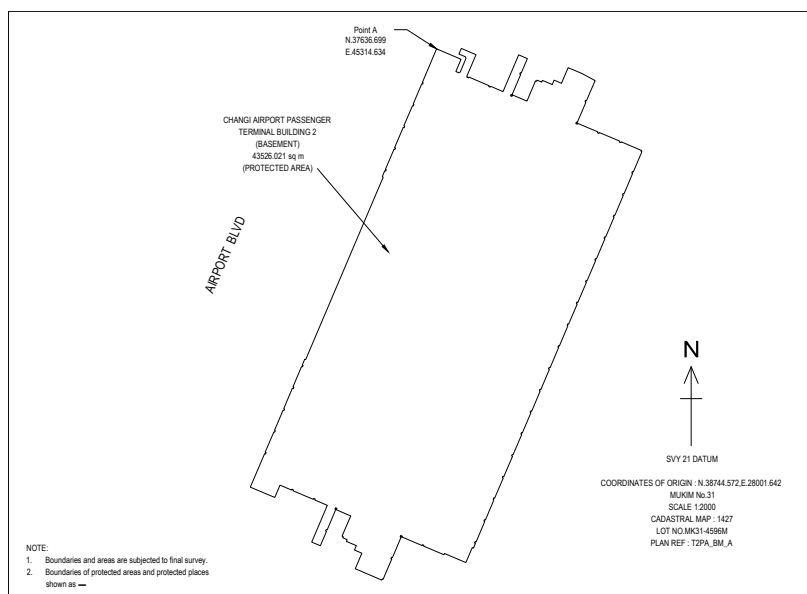 Point A
N.37636.699
E.45314.634
CHANGI AIRPORT PASSENGER
TERMINAL BUILDING 2
(BASEMENT)
43526.021 sq m
(PROTECTED AREA)
AIRPORT BLVD
N
SVY 21 DATUM
COORDINATES OF ORIGIN : N.38744.572,E.28001.642
MUKIM No.31
SCALE 1:2000
CADASTRAL MAP : 1427
LOT NO.MK31-4596M
PLAN REF : T2PA_BM_A
NOTE:
1. Boundaries and areas are subjected to final survey.
2. Boundaries of protected areas and protected places
shown as —